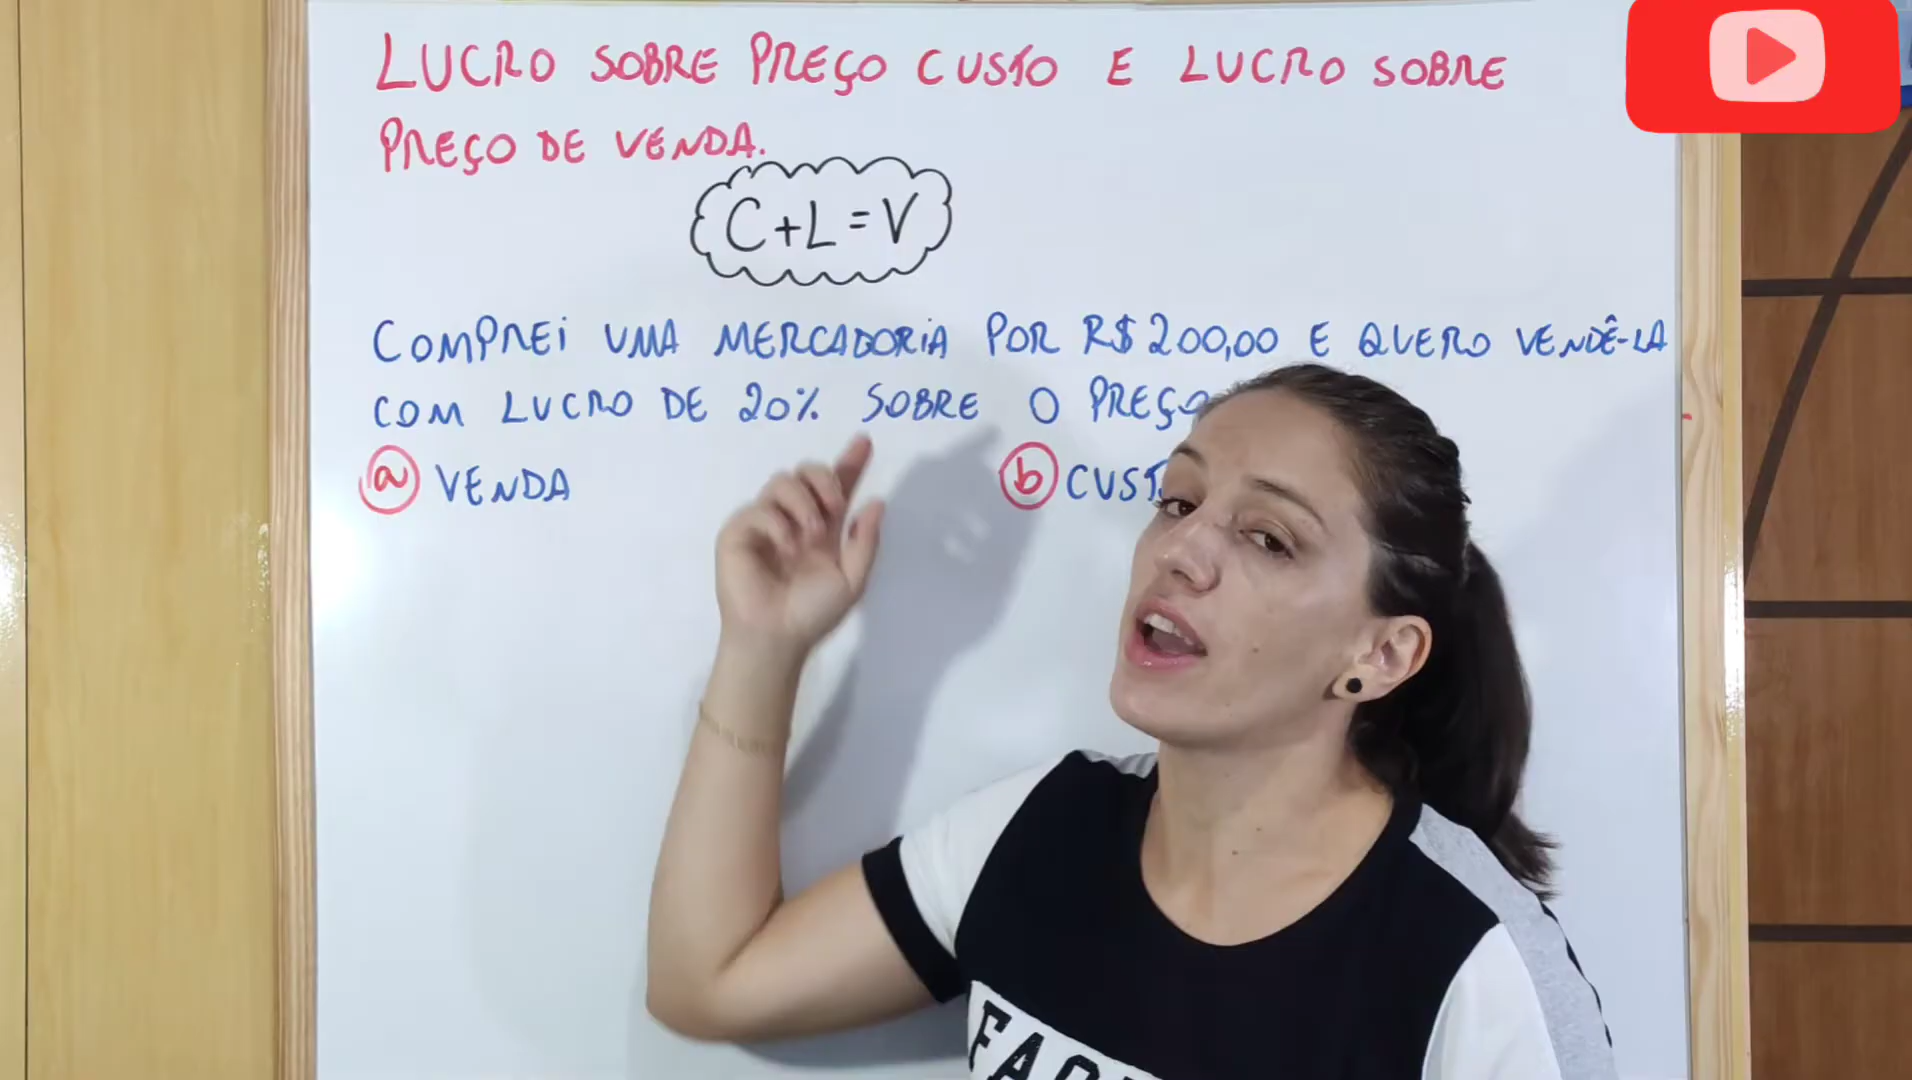 LUCRO SOBRE PREÇO CUSTO E LUCRO SOBRE
PREÇO DE VENDA.
C+L=V
COMPREI UMA MERCADORIA POR R$200,00 E QUERO VENDÊ-LA
COM LUCRO DE 20% SOBRE O PREÇO
a VENDA
b